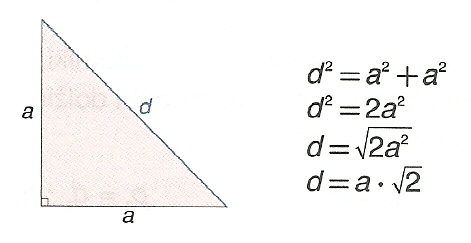 a
d
a
d² = a² + a²
d² = 2a²
d = √2a²
d = a · √2